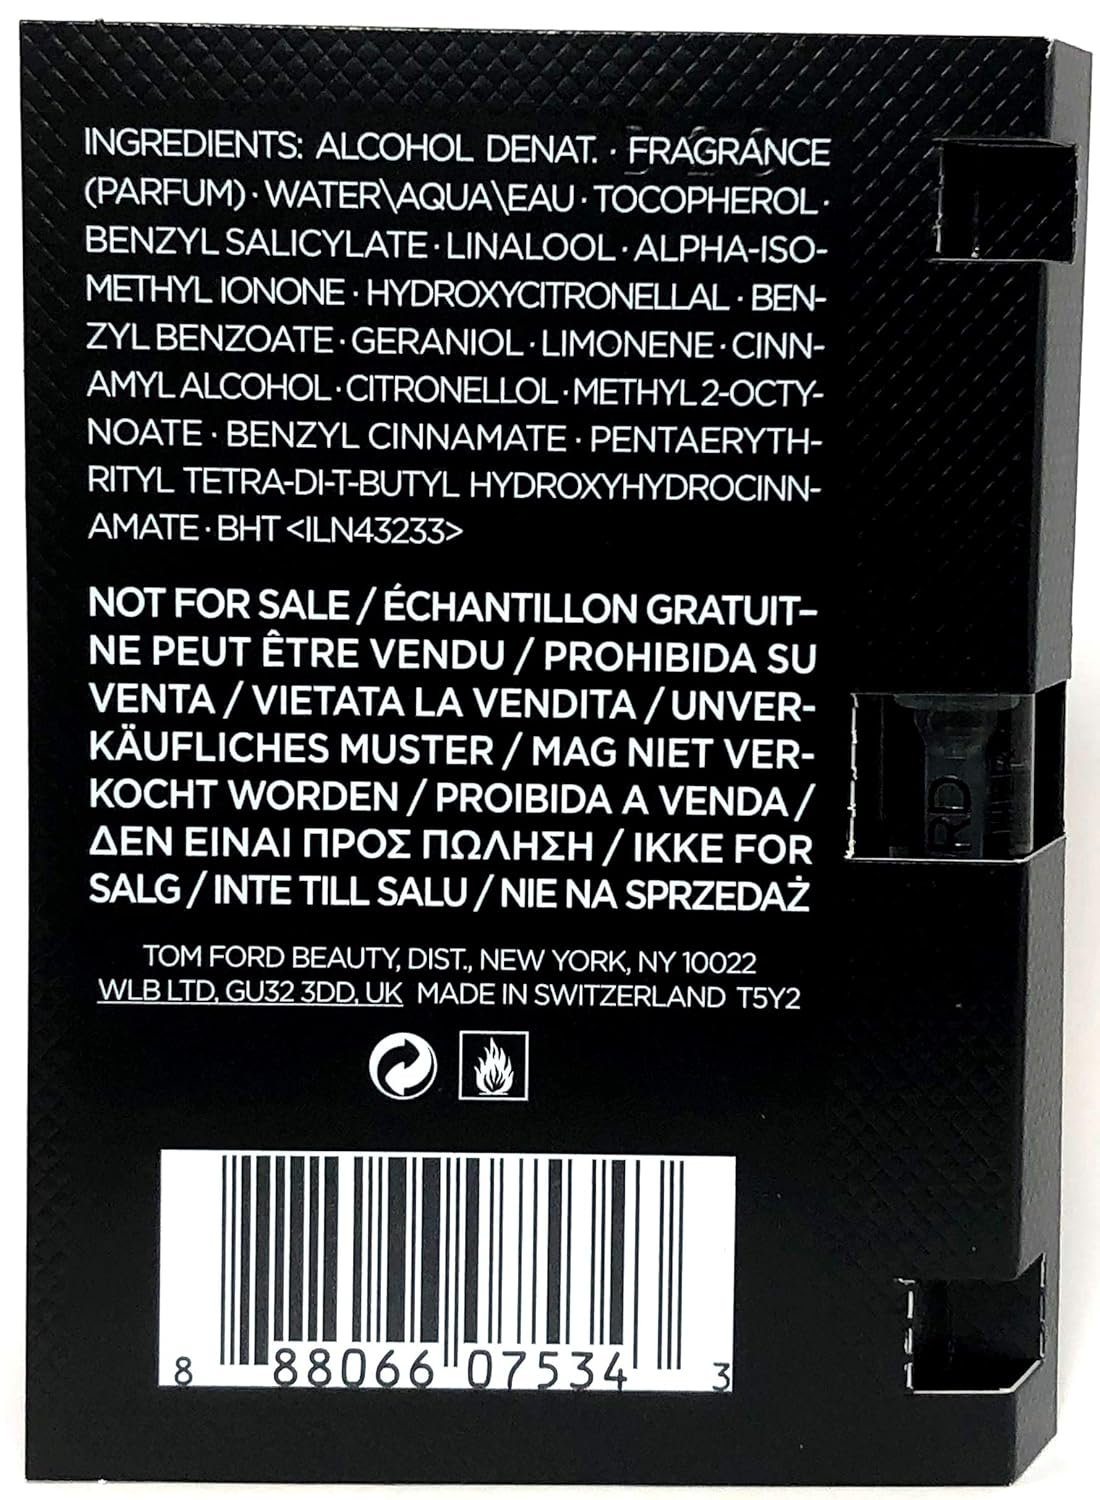 INGREDIENTS: ALCOHOL DENAT. · FRAGRANCE
(PARFUM) · WATER\AQUA\EAU · TOCOPHEROL ·
BENZYL SALICYLATE · LINALOOL · ALPHA-ISO-
METHYL IONONE · HYDROXYCITRONELLAL · BEN-
ZYL BENZOATE · GERANIOL · LIMONENE · CINN-
AMYL ALCOHOL · CITRONELLOL · METHYL 2-OCTY-
NOATE · BENZYL CINNAMATE · PENTAERYTH-
RITYL TETRA-DI-T-BUTYL HYDROXYHYDROCINN-
AMATE · BHT <ILN43233>
NOT FOR SALE / ÉCHANTILLON GRATUIT–
NE PEUT ÊTRE VENDU / PROHIBIDA SU
VENTA / VIETATA LA VENDITA / UNVER-
KÄUFLICHES MUSTER / MAG NIET VER-
KOCHT WORDEN / PROIBIDA A VENDA /
ΔΕΝ ΕΙΝΑΙ ΠΡΟΣ ΠΩΛΗΣΗ / IKKE FOR
SALG / INTE TILL SALU / NIE NA SPRZEDAŻ
TOM FORD BEAUTY, DIST., NEW YORK, NY 10022
WLB LTD, GU32 3DD, UK MADE IN SWITZERLAND T5Y2
8 88066 07534 3
RD